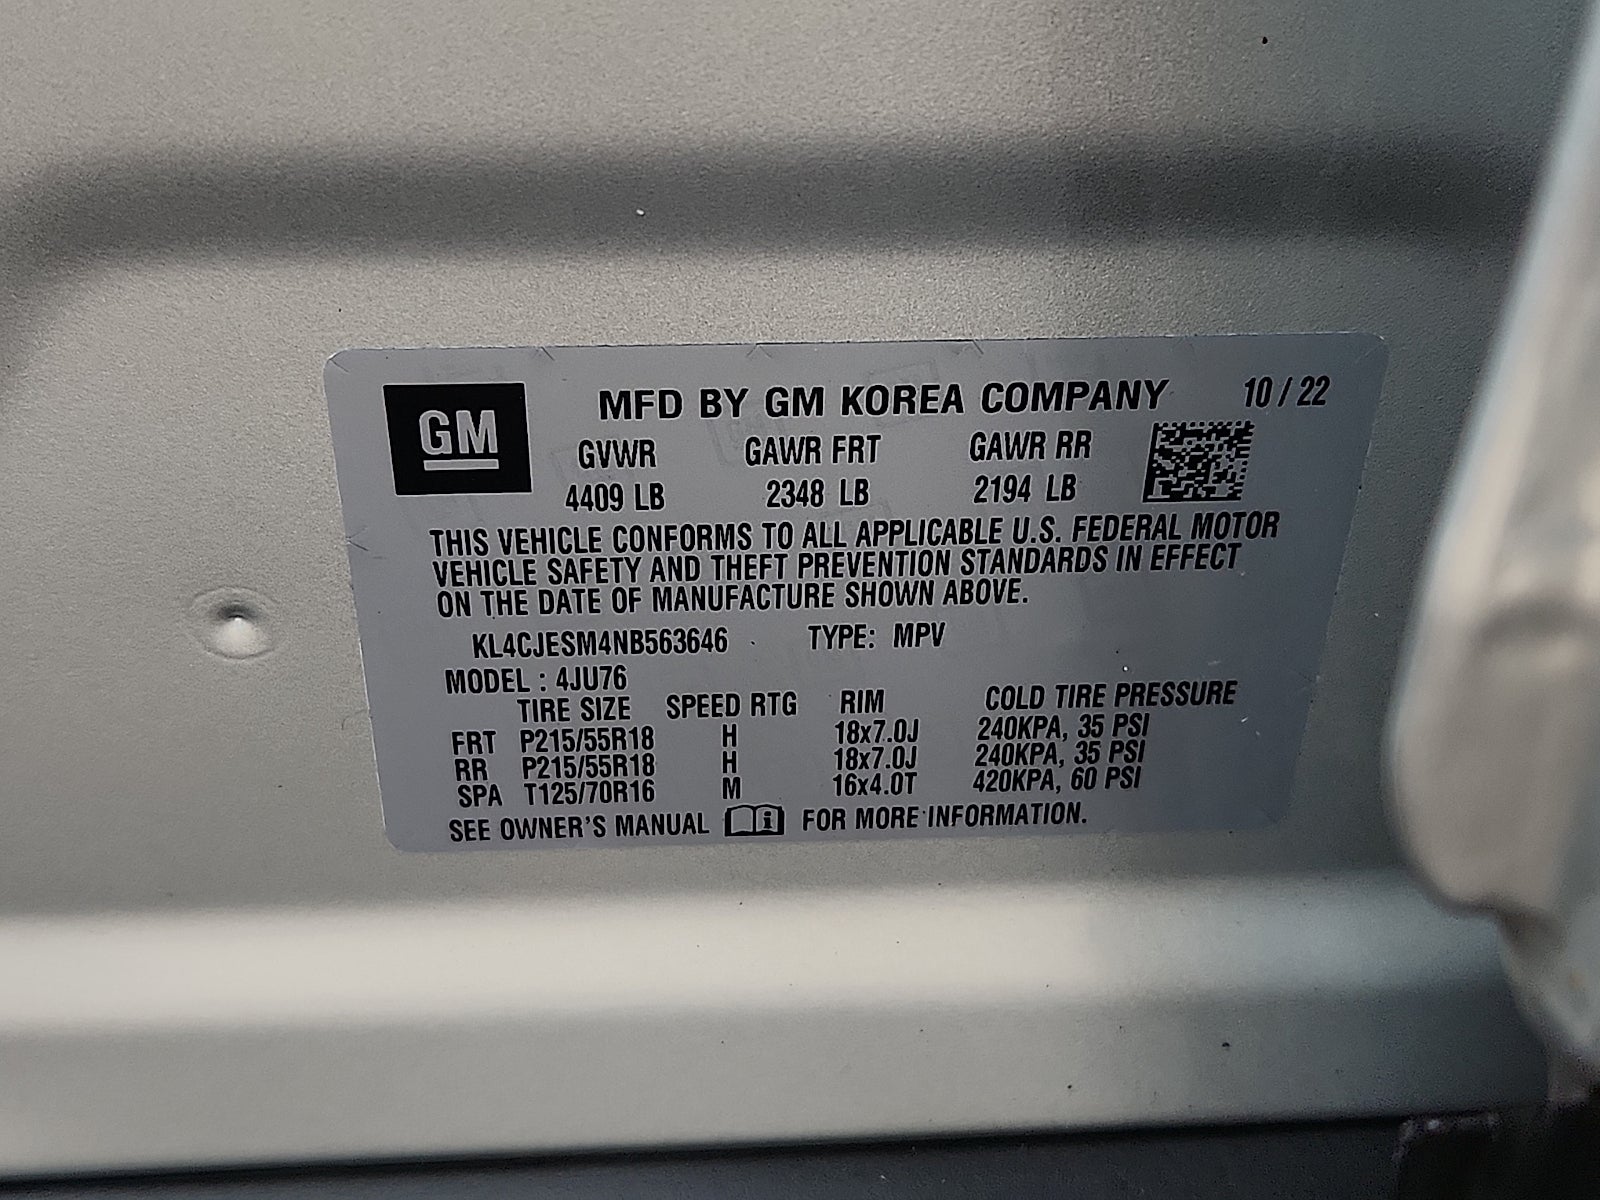 GM
MFD BY GM KOREA COMPANY 10 / 22
GVWR GAWR FRT GAWR RR
4409 LB 2348 LB 2194 LB
THIS VEHICLE CONFORMS TO ALL APPLICABLE U.S. FEDERAL MOTOR
VEHICLE SAFETY AND THEFT PREVENTION STANDARDS IN EFFECT
ON THE DATE OF MANUFACTURE SHOWN ABOVE.
KL4CJESM4NB563646 TYPE: MPV
MODEL : 4JU76
TIRE SIZE SPEED RTG RIM COLD TIRE PRESSURE
FRT P215/55R18 H 18x7.0J 240KPA, 35 PSI
RR P215/55R18 H 18x7.0J 240KPA, 35 PSI
SPA T125/70R16 M 16x4.0T 420KPA, 60 PSI
SEE OWNER'S MANUAL i FOR MORE INFORMATION.